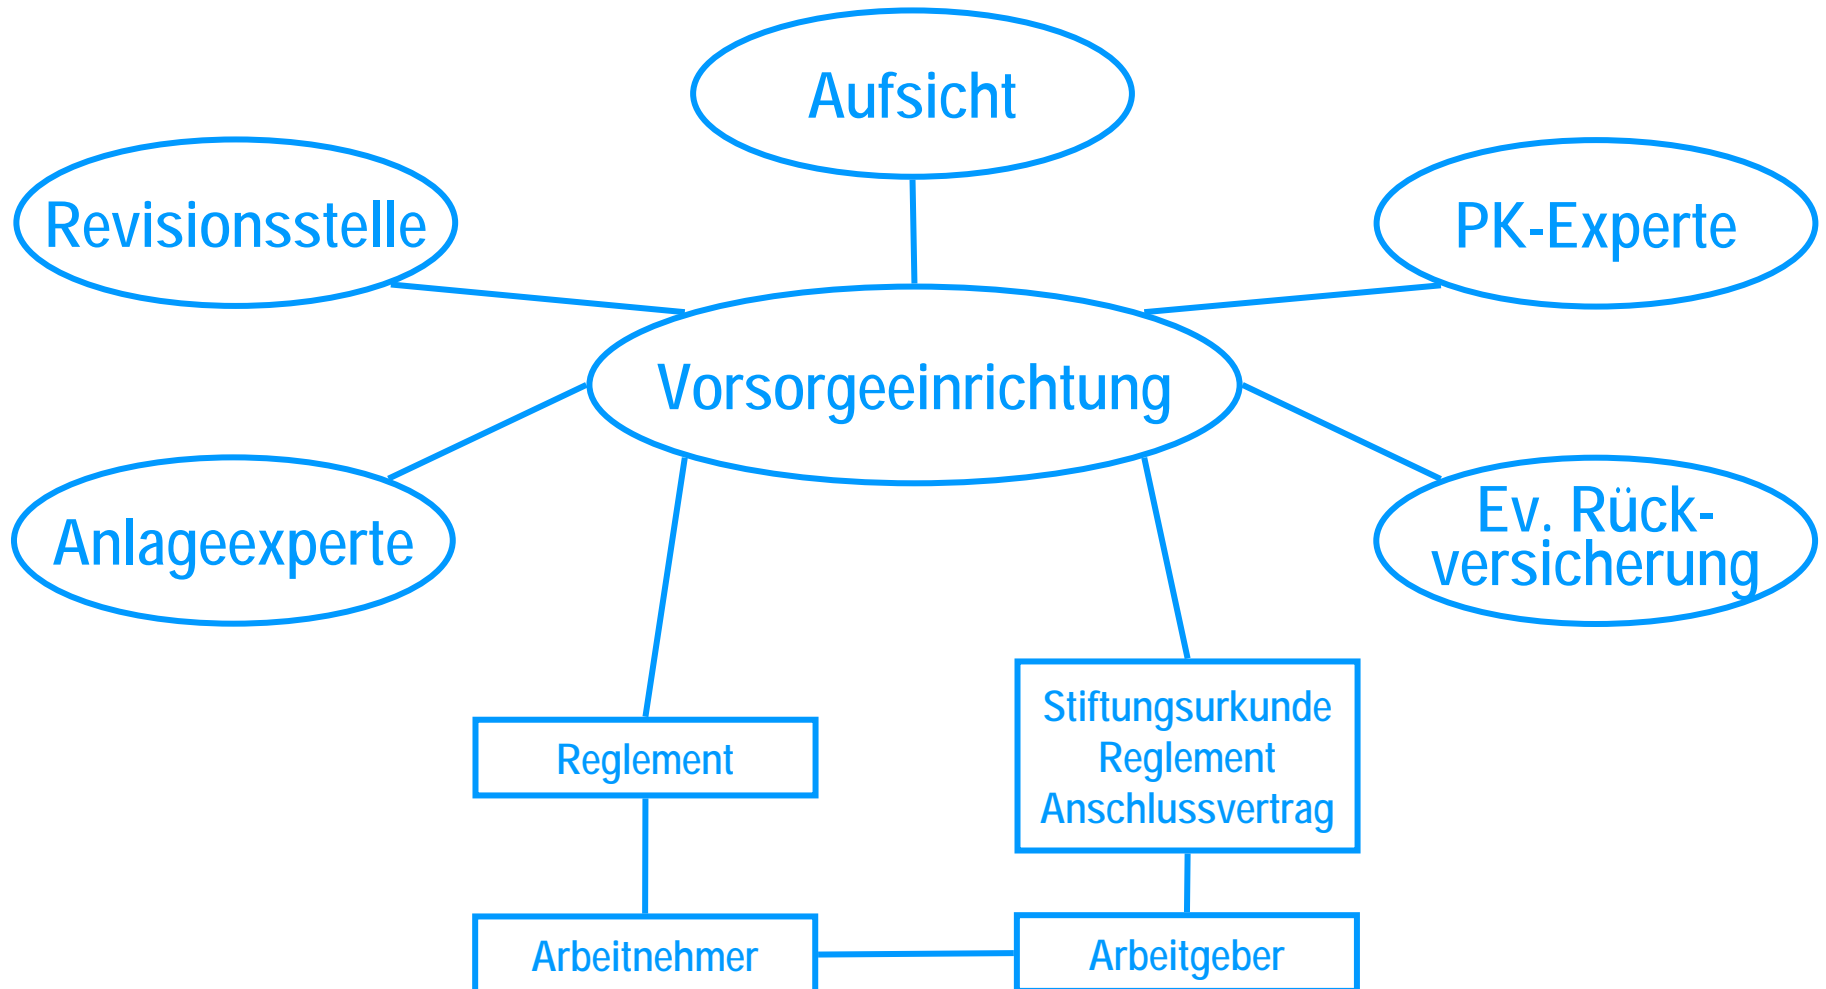 Aufsicht
Revisionsstelle
PK-Experte
Vorsorgeeinrichtung
Anlageexperte
Ev. Rück-
versicherung
Stiftungsurkunde
Reglement
Anschlussvertrag
Reglement
Arbeitnehmer
Arbeitgeber